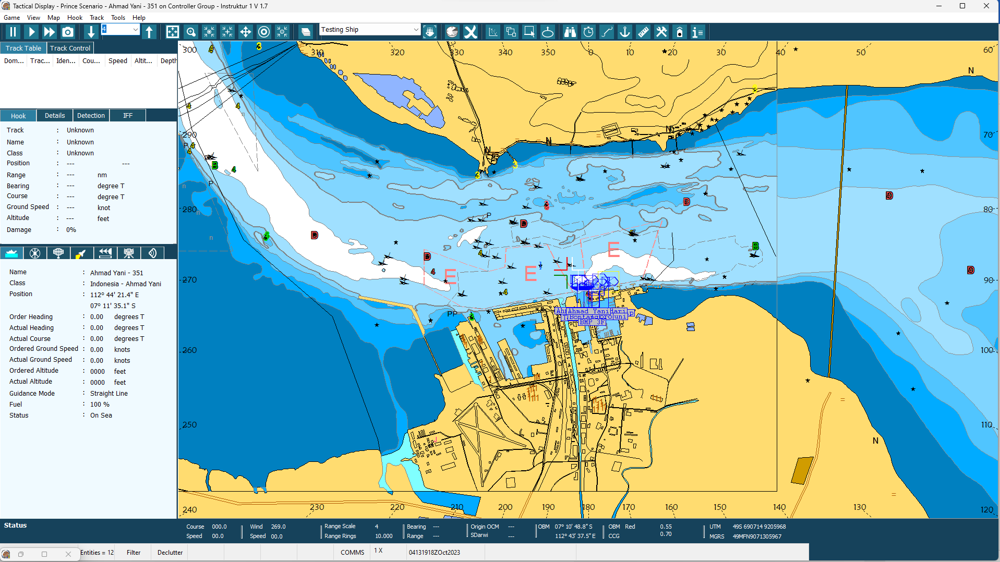 Tactical Display - Prince Scenario - Ahmad Yani - 351 on Controller Group - Instruktur 1 V 1.7
Game View Map Hook Track Tools Help
4
Testing Ship
Track Table Track Control
Dom... Trac... Iden... Cou... Speed Altit... Depth
Hook Details Detection IFF
Track : Unknown
Name : Unknown
Class : Unknown
Position : --- ---
Range : --- nm
Bearing : --- degree T
Course : --- degree T
Ground Speed : --- knot
Altitude : --- feet
Damage : 0%
Name : Ahmad Yani - 351
Class : Indonesia - Ahmad Yani
Position : 112° 44' 21.4" E
07° 11' 35.1" S
Order Heading : 0.00 degrees T
Actual Heading : 0.00 degrees T
Actual Course : 0.00 degrees T
Ordered Ground Speed : 0.00 knots
Actual Ground Speed : 0.00 knots
Ordered Altitude : 0000 feet
Actual Altitude : 0000 feet
Guidance Mode : Straight Line
Fuel : 100 %
Status : On Sea
300 310 320 330 340 350 0 10 20 30 40 50 60
N
290 70
280 80
270 90
260 100
250 110
240 230 220 210 200 190 180 170 160 150 140 130 120
E E E
N N N N
P P P PP
B B
D D D
J
Ahmad Yani
Bontang
BMP 3F
Status
Course 000.0 Wind 269.0 Range Scale 4 Bearing --- Origin OCM --- OBM 07° 10' 48.8" S OBM Red 0.55 UTM 49S 690714 9205968
Speed 00.0 Speed 00.0 Range Rings 10.000 Range --- SDarwi --- 112° 43' 37.5" E CCG 0.70 MGRS 49MFN9071305967
Entities = 12 Filter Declutter COMMS 1 X 04131918ZOct2023